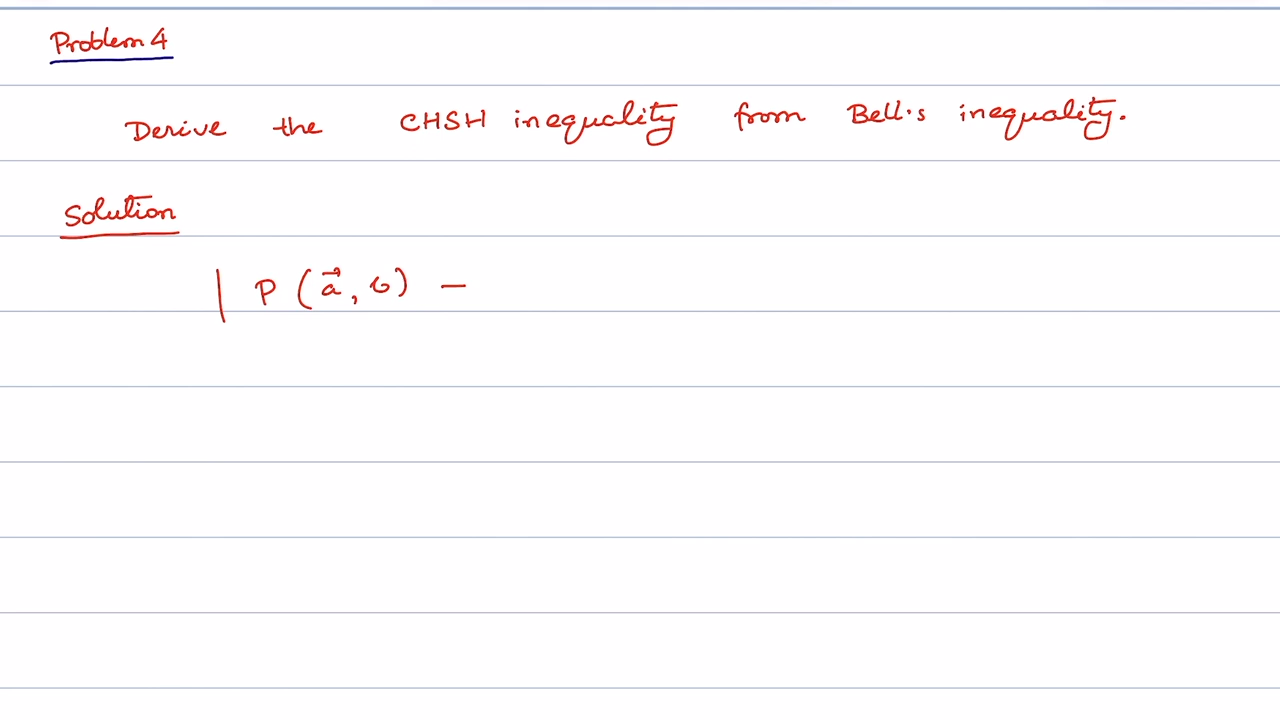 Problem 4
Derive the CHSH inequality from Bell's inequality.
Solution
| P (a⃗, b) −